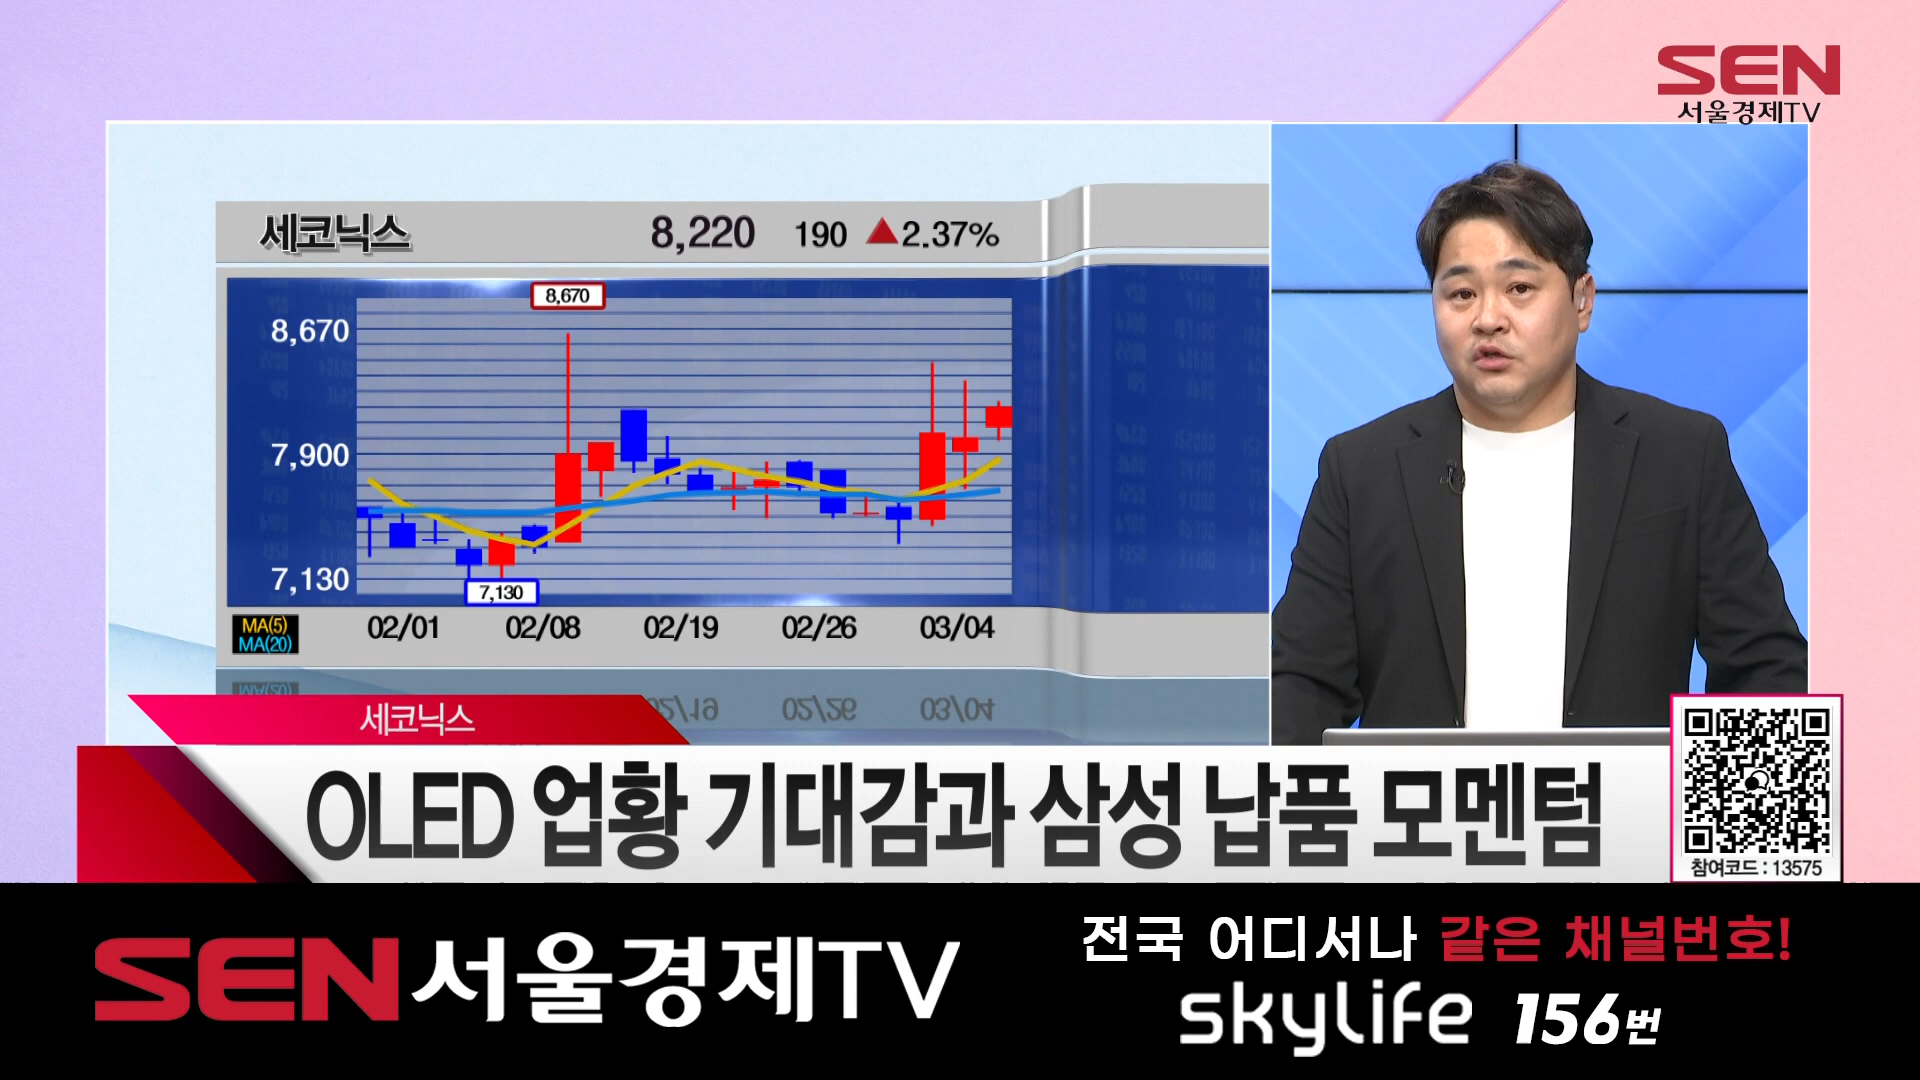 SEN
서울경제TV
세코닉스 8,220 190 ▲2.37%
8,670
8,670
7,900
7,130
7,130
MA(5)
MA(20)
02/01 02/08 02/19 02/26 03/04
세코닉스
OLED 업황 기대감과 삼성 납품 모멘텀
참여코드 : 13575
SEN 서울경제TV
전국 어디서나 같은 채널번호!
skylife 156번